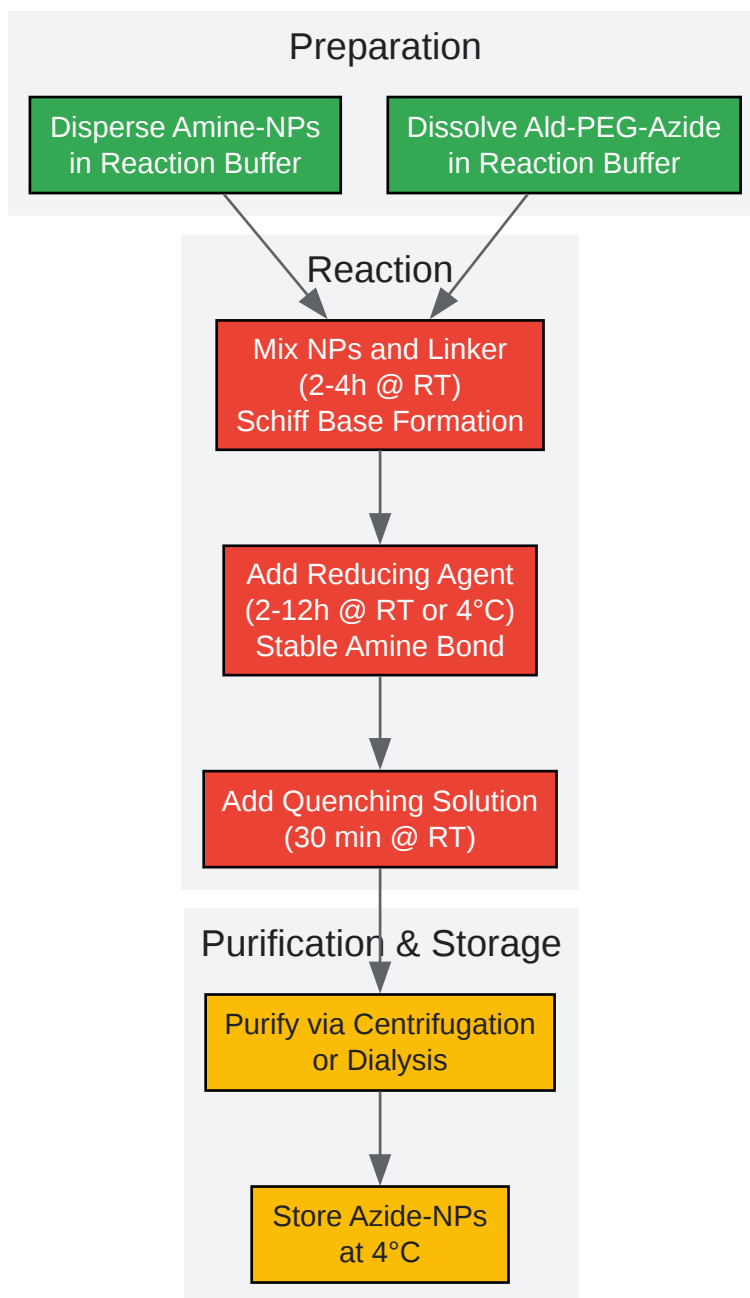 Preparation
Disperse Amine-NPs
in Reaction Buffer
Dissolve Ald-PEG-Azide
in Reaction Buffer
Reaction
Mix NPs and Linker
(2-4h @ RT)
Schiff Base Formation
Add Reducing Agent
(2-12h @ RT or 4°C)
Stable Amine Bond
Add Quenching Solution
(30 min @ RT)
Purification & Storage
Purify via Centrifugation
or Dialysis
Store Azide-NPs
at 4°C